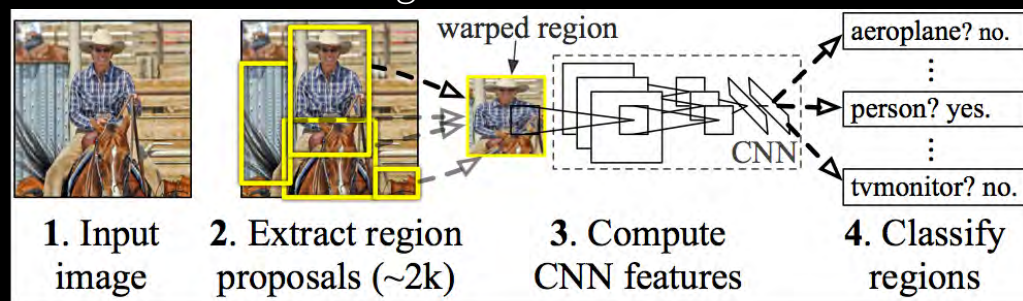 warped region
aeroplane? no.
⋮
person? yes.
⋮
CNN
tvmonitor? no.
1. Input
image
2. Extract region
proposals (~2k)
3. Compute
CNN features
4. Classify
regions